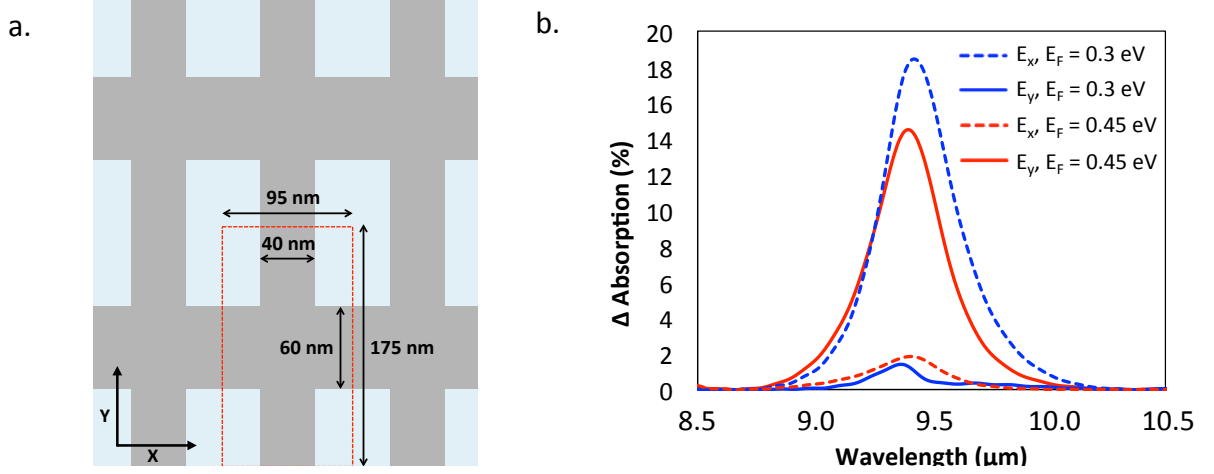 a.
95 nm
40 nm
60 nm
175 nm
Y
X
b.
Δ Absorption (%)
20
18
16
14
12
10
8
6
4
2
0
Ex, EF = 0.3 eV
Ey, EF = 0.3 eV
Ex, EF = 0.45 eV
Ey, EF = 0.45 eV
8.5 9.0 9.5 10.0 10.5
Wavelength (μm)